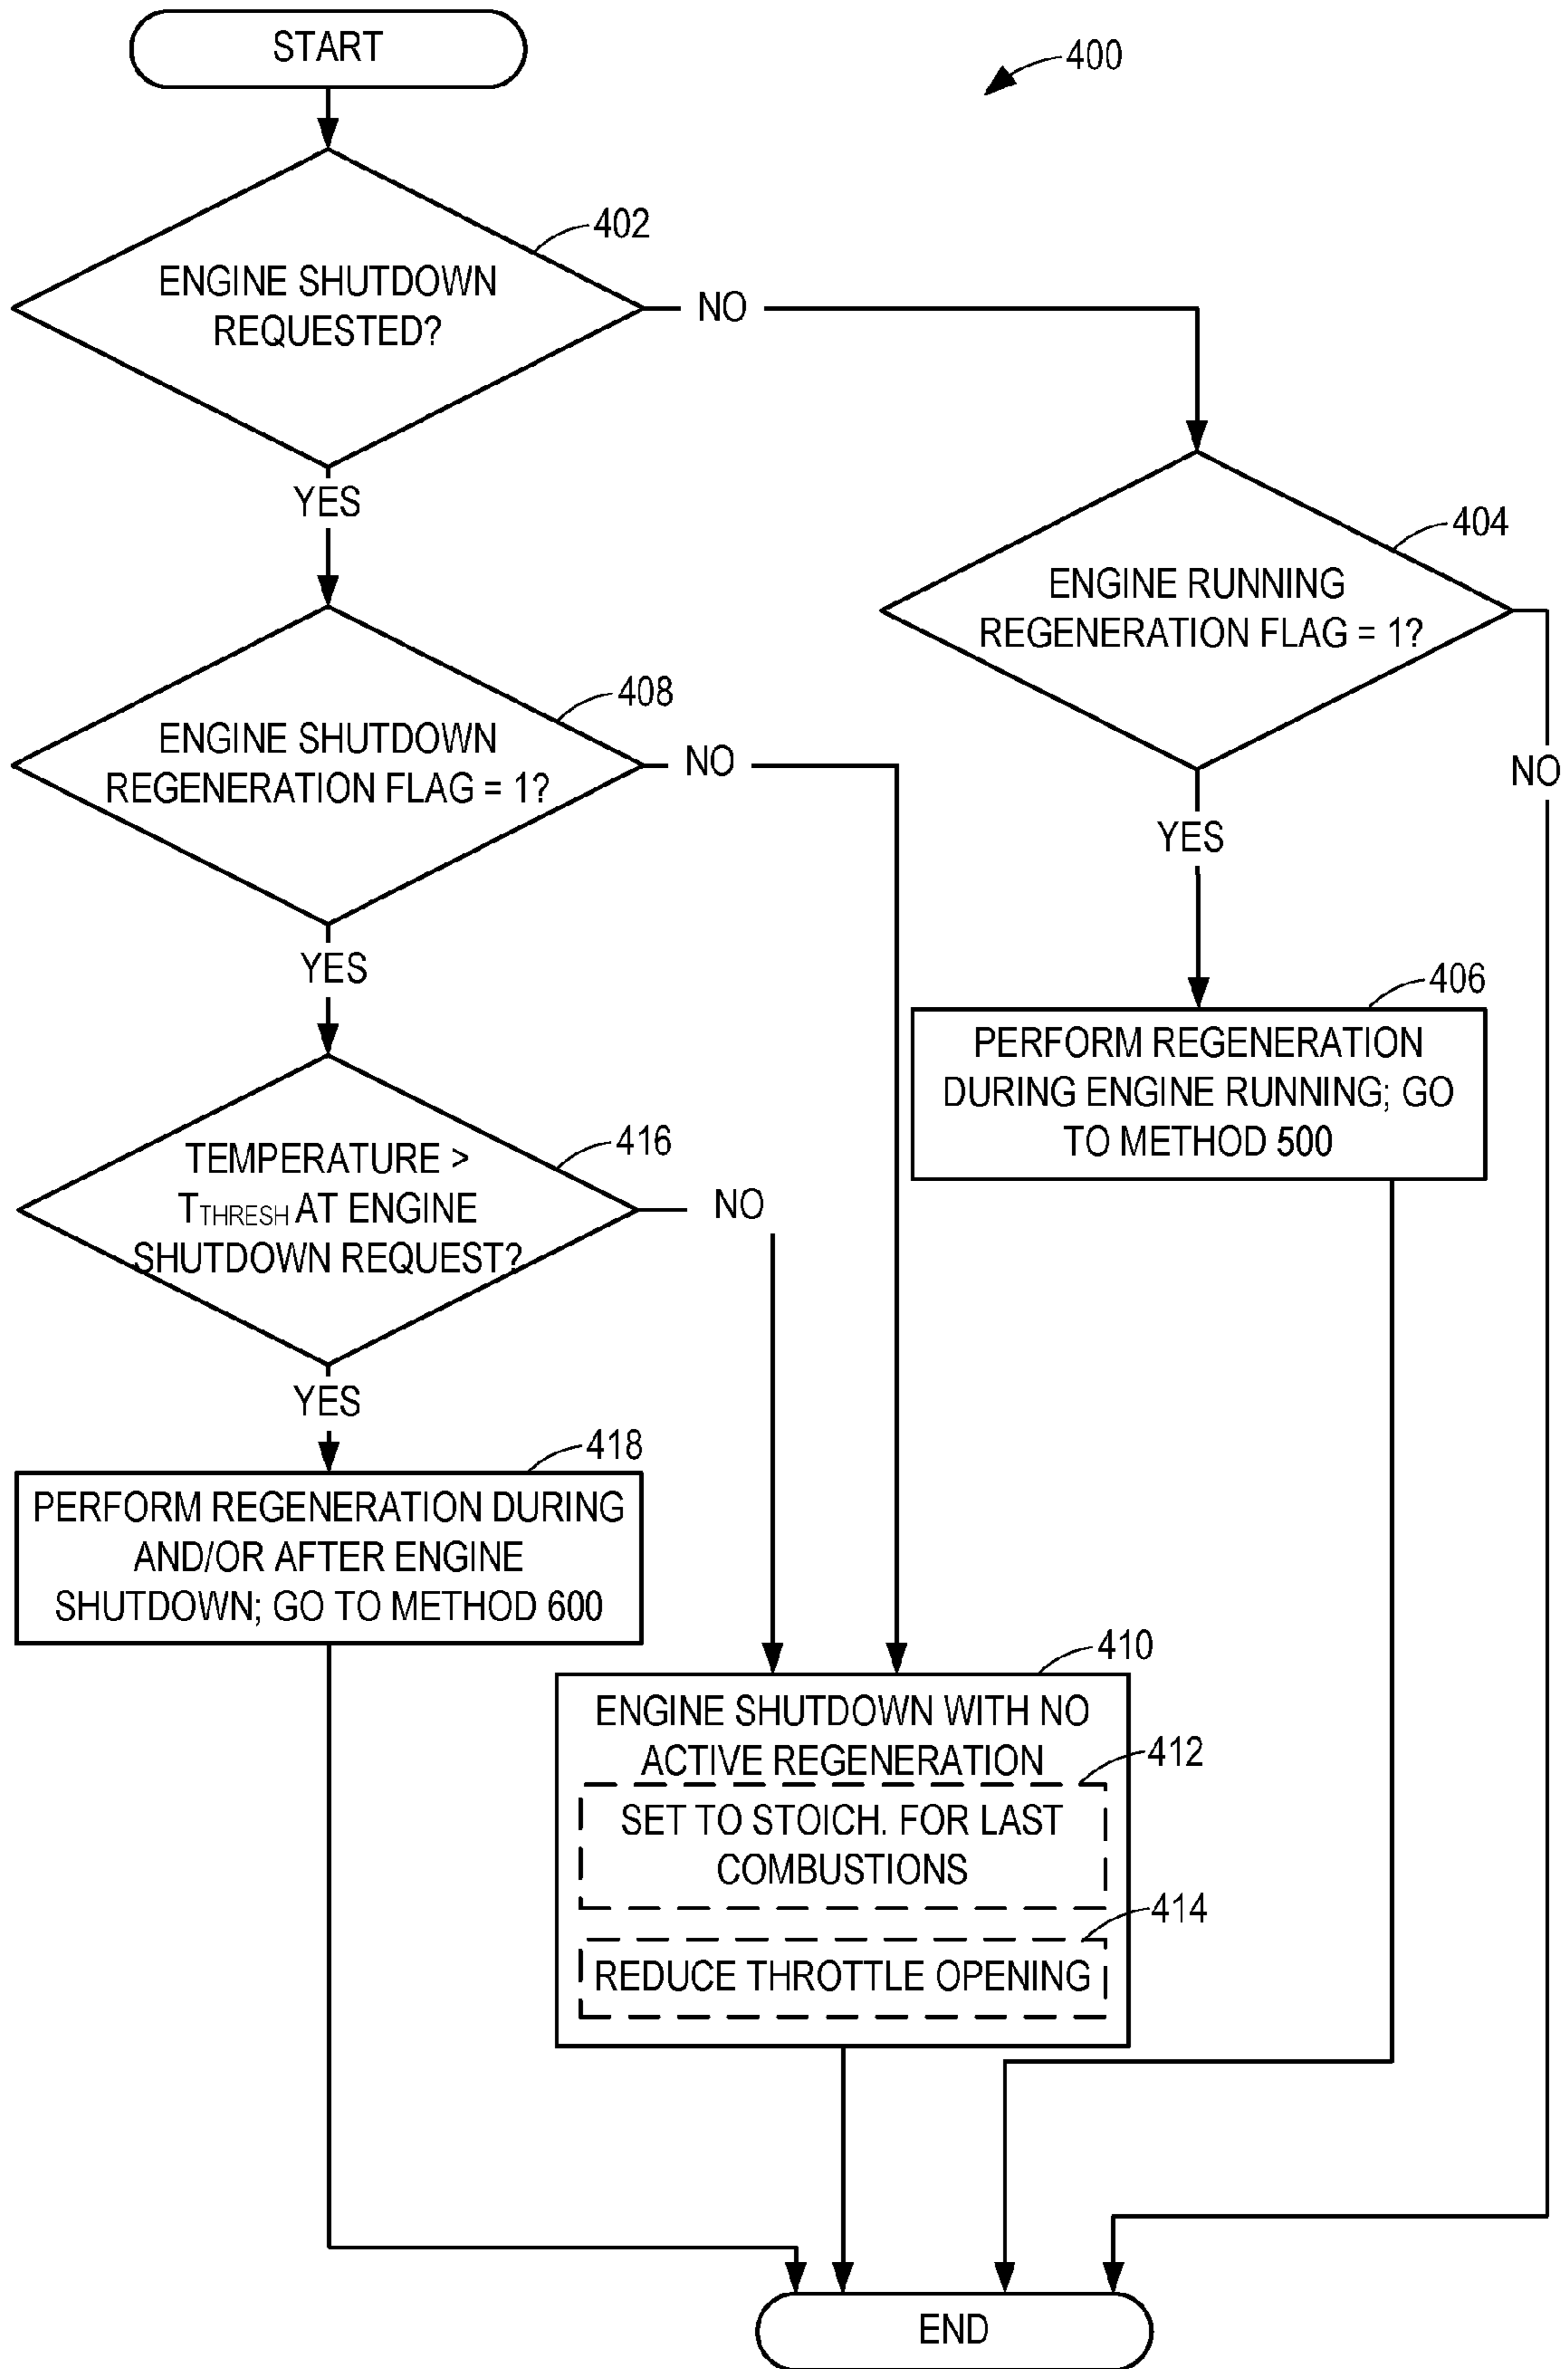 START
400
402
ENGINE SHUTDOWN
REQUESTED?
NO
YES
404
ENGINE RUNNING
REGENERATION FLAG = 1?
NO
YES
408
ENGINE SHUTDOWN
REGENERATION FLAG = 1?
NO
YES
406
PERFORM REGENERATION
DURING ENGINE RUNNING; GO
TO METHOD 500
416
TEMPERATURE >
TTHRESH AT ENGINE
SHUTDOWN REQUEST?
NO
YES
418
PERFORM REGENERATION DURING
AND/OR AFTER ENGINE
SHUTDOWN; GO TO METHOD 600
410
ENGINE SHUTDOWN WITH NO
ACTIVE REGENERATION
412
SET TO STOICH. FOR LAST
COMBUSTIONS
414
REDUCE THROTTLE OPENING
END